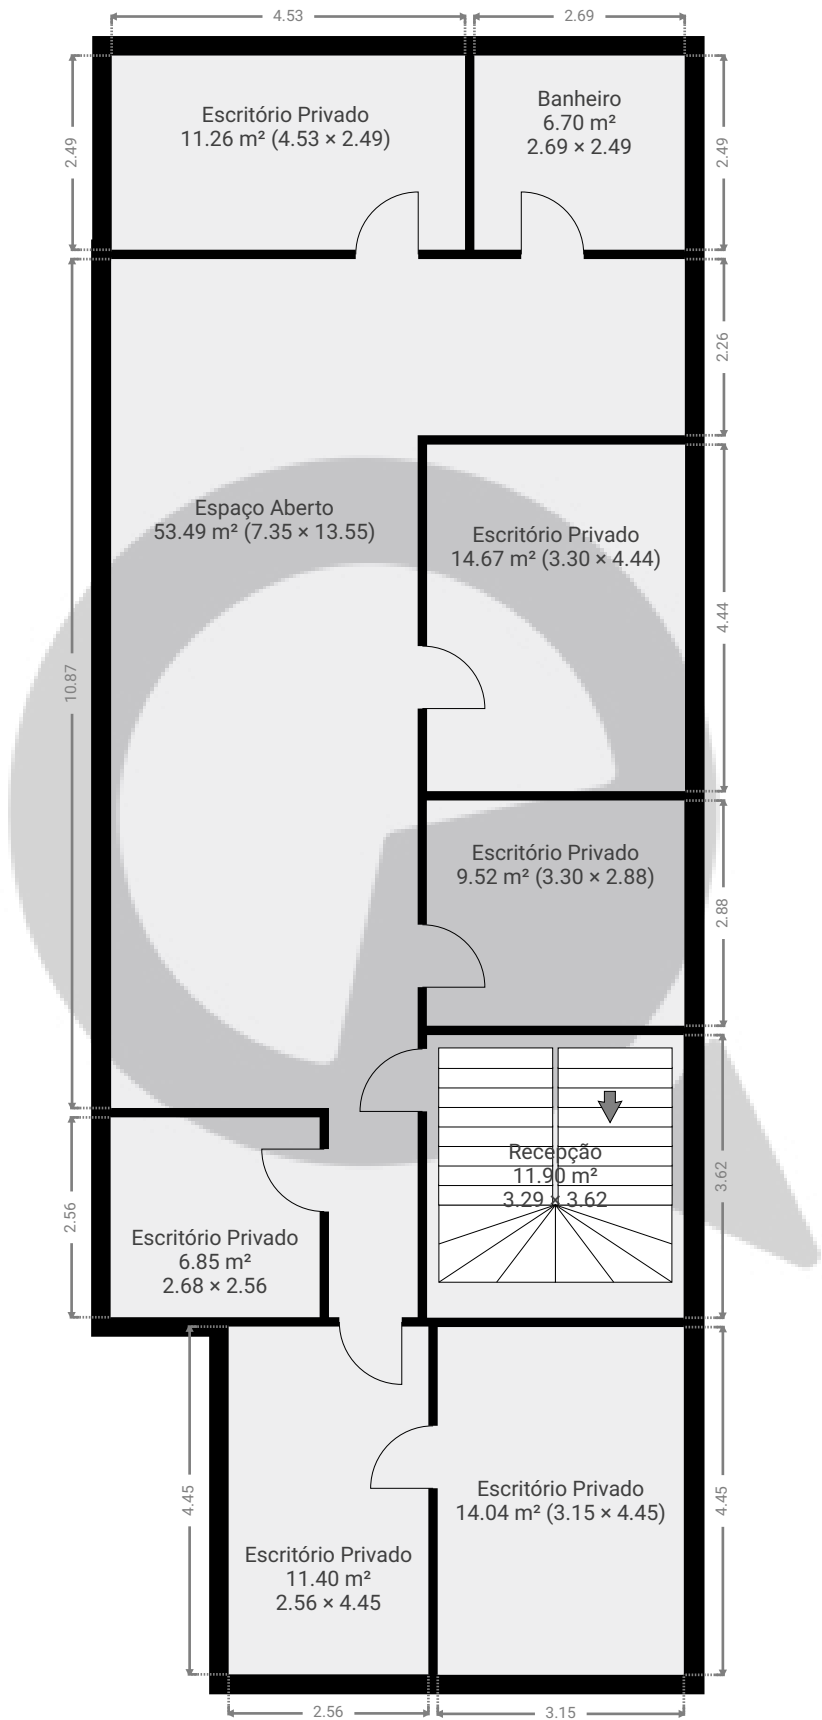 4.53
2.69
Escritório Privado
11.26 m² (4.53 × 2.49)
Banheiro
6.70 m²
2.69 × 2.49
2.49
2.49
2.26
Espaço Aberto
53.49 m² (7.35 × 13.55)
Escritório Privado
14.67 m² (3.30 × 4.44)
4.44
10.87
Escritório Privado
9.52 m² (3.30 × 2.88)
2.88
Recepção
11.90 m²
3.29 × 3.62
3.62
2.56
Escritório Privado
6.85 m²
2.68 × 2.56
4.45
Escritório Privado
14.04 m² (3.15 × 4.45)
4.45
Escritório Privado
11.40 m²
2.56 × 4.45
2.56
3.15